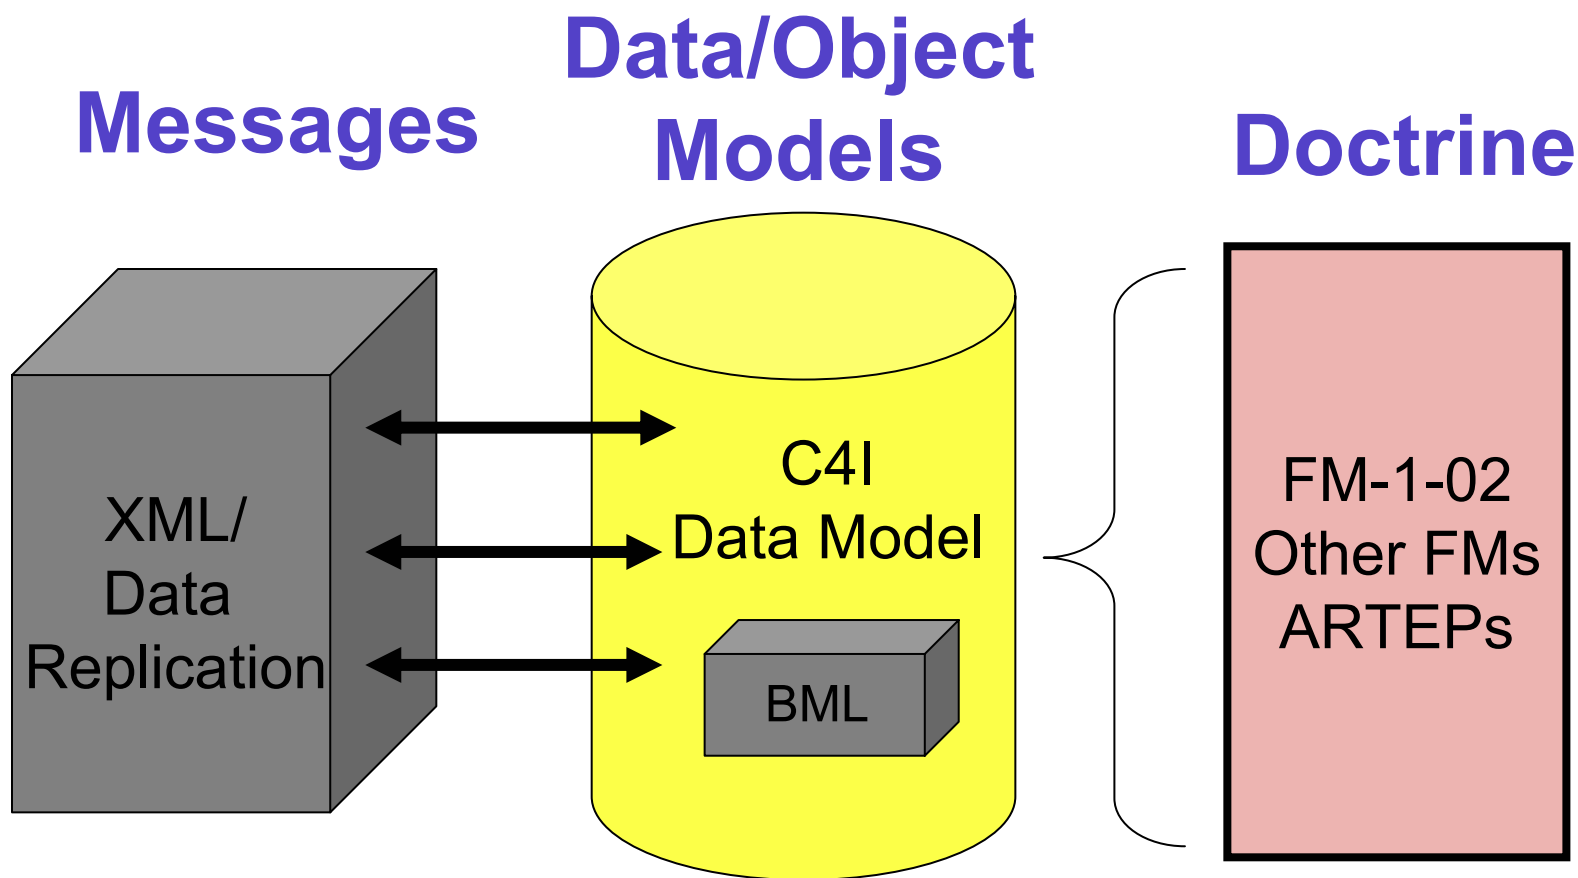 Messages
Data/Object
Models
Doctrine
XML/
Data
Replication
C4I
Data Model
BML
FM-1-02
Other FMs
ARTEPs